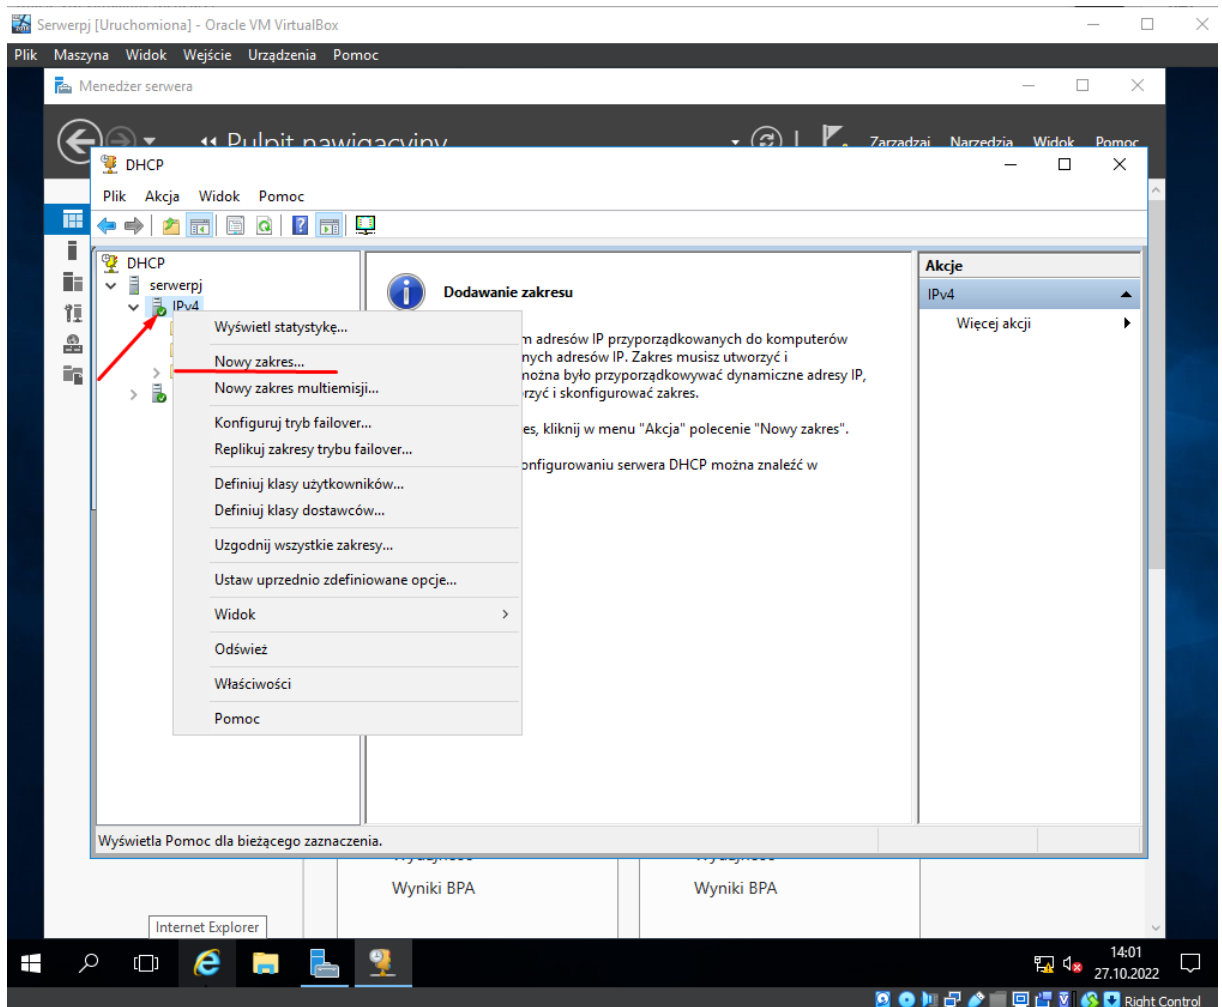 Serwerpj [Uruchomiona] - Oracle VM VirtualBox
Plik Maszyna Widok Wejście Urządzenia Pomoc
Menedżer serwera
Pulpit nawigacyjny
Zarządzaj Narzędzia Widok Pomoc
DHCP
Plik Akcja Widok Pomoc
DHCP
serwerpj
IPv4
Wyświetl statystykę...
Nowy zakres...
Nowy zakres multiemisji...
Konfiguruj tryb failover...
Replikuj zakresy trybu failover...
Definiuj klasy użytkowników...
Definiuj klasy dostawców...
Uzgodnij wszystkie zakresy...
Ustaw uprzednio zdefiniowane opcje...
Widok
Odśwież
Właściwości
Pomoc
Dodawanie zakresu
m adresów IP przyporządkowanych do komputerów
nych adresów IP. Zakres musisz utworzyć i
można było przyporządkowywać dynamiczne adresy IP,
rzyć i skonfigurować zakres.
es, kliknij w menu "Akcja" polecenie "Nowy zakres".
onfigurowaniu serwera DHCP można znaleźć w
Akcje
IPv4
Więcej akcji
Wyświetla Pomoc dla bieżącego zaznaczenia.
Wyniki BPA
Wyniki BPA
Internet Explorer
14:01
27.10.2022
Right Control